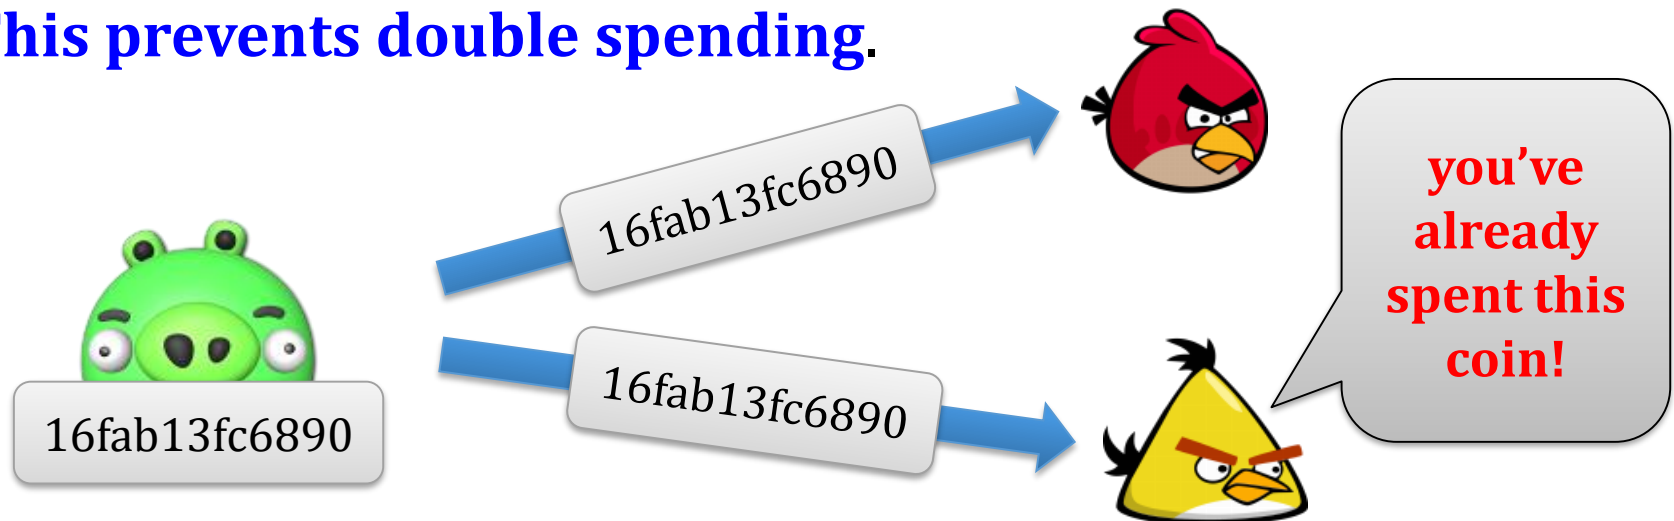 his prevents double spending.
16fab13fc6890
16fab13fc6890
16fab13fc6890
you’ve
already
spent this
coin!